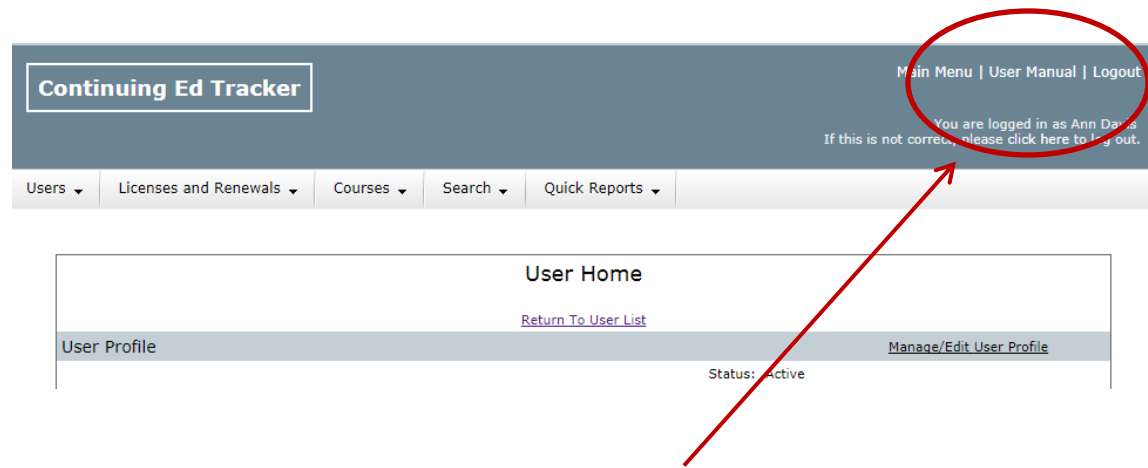 Main Menu | User Manual | Logout
Continuing Ed Tracker
You are logged in as Ann Davis
If this is not correct, please click here to log out.
Users Licenses and Renewals Courses Search Quick Reports
User Home
Return To User List
User Profile Manage/Edit User Profile
Status: Active